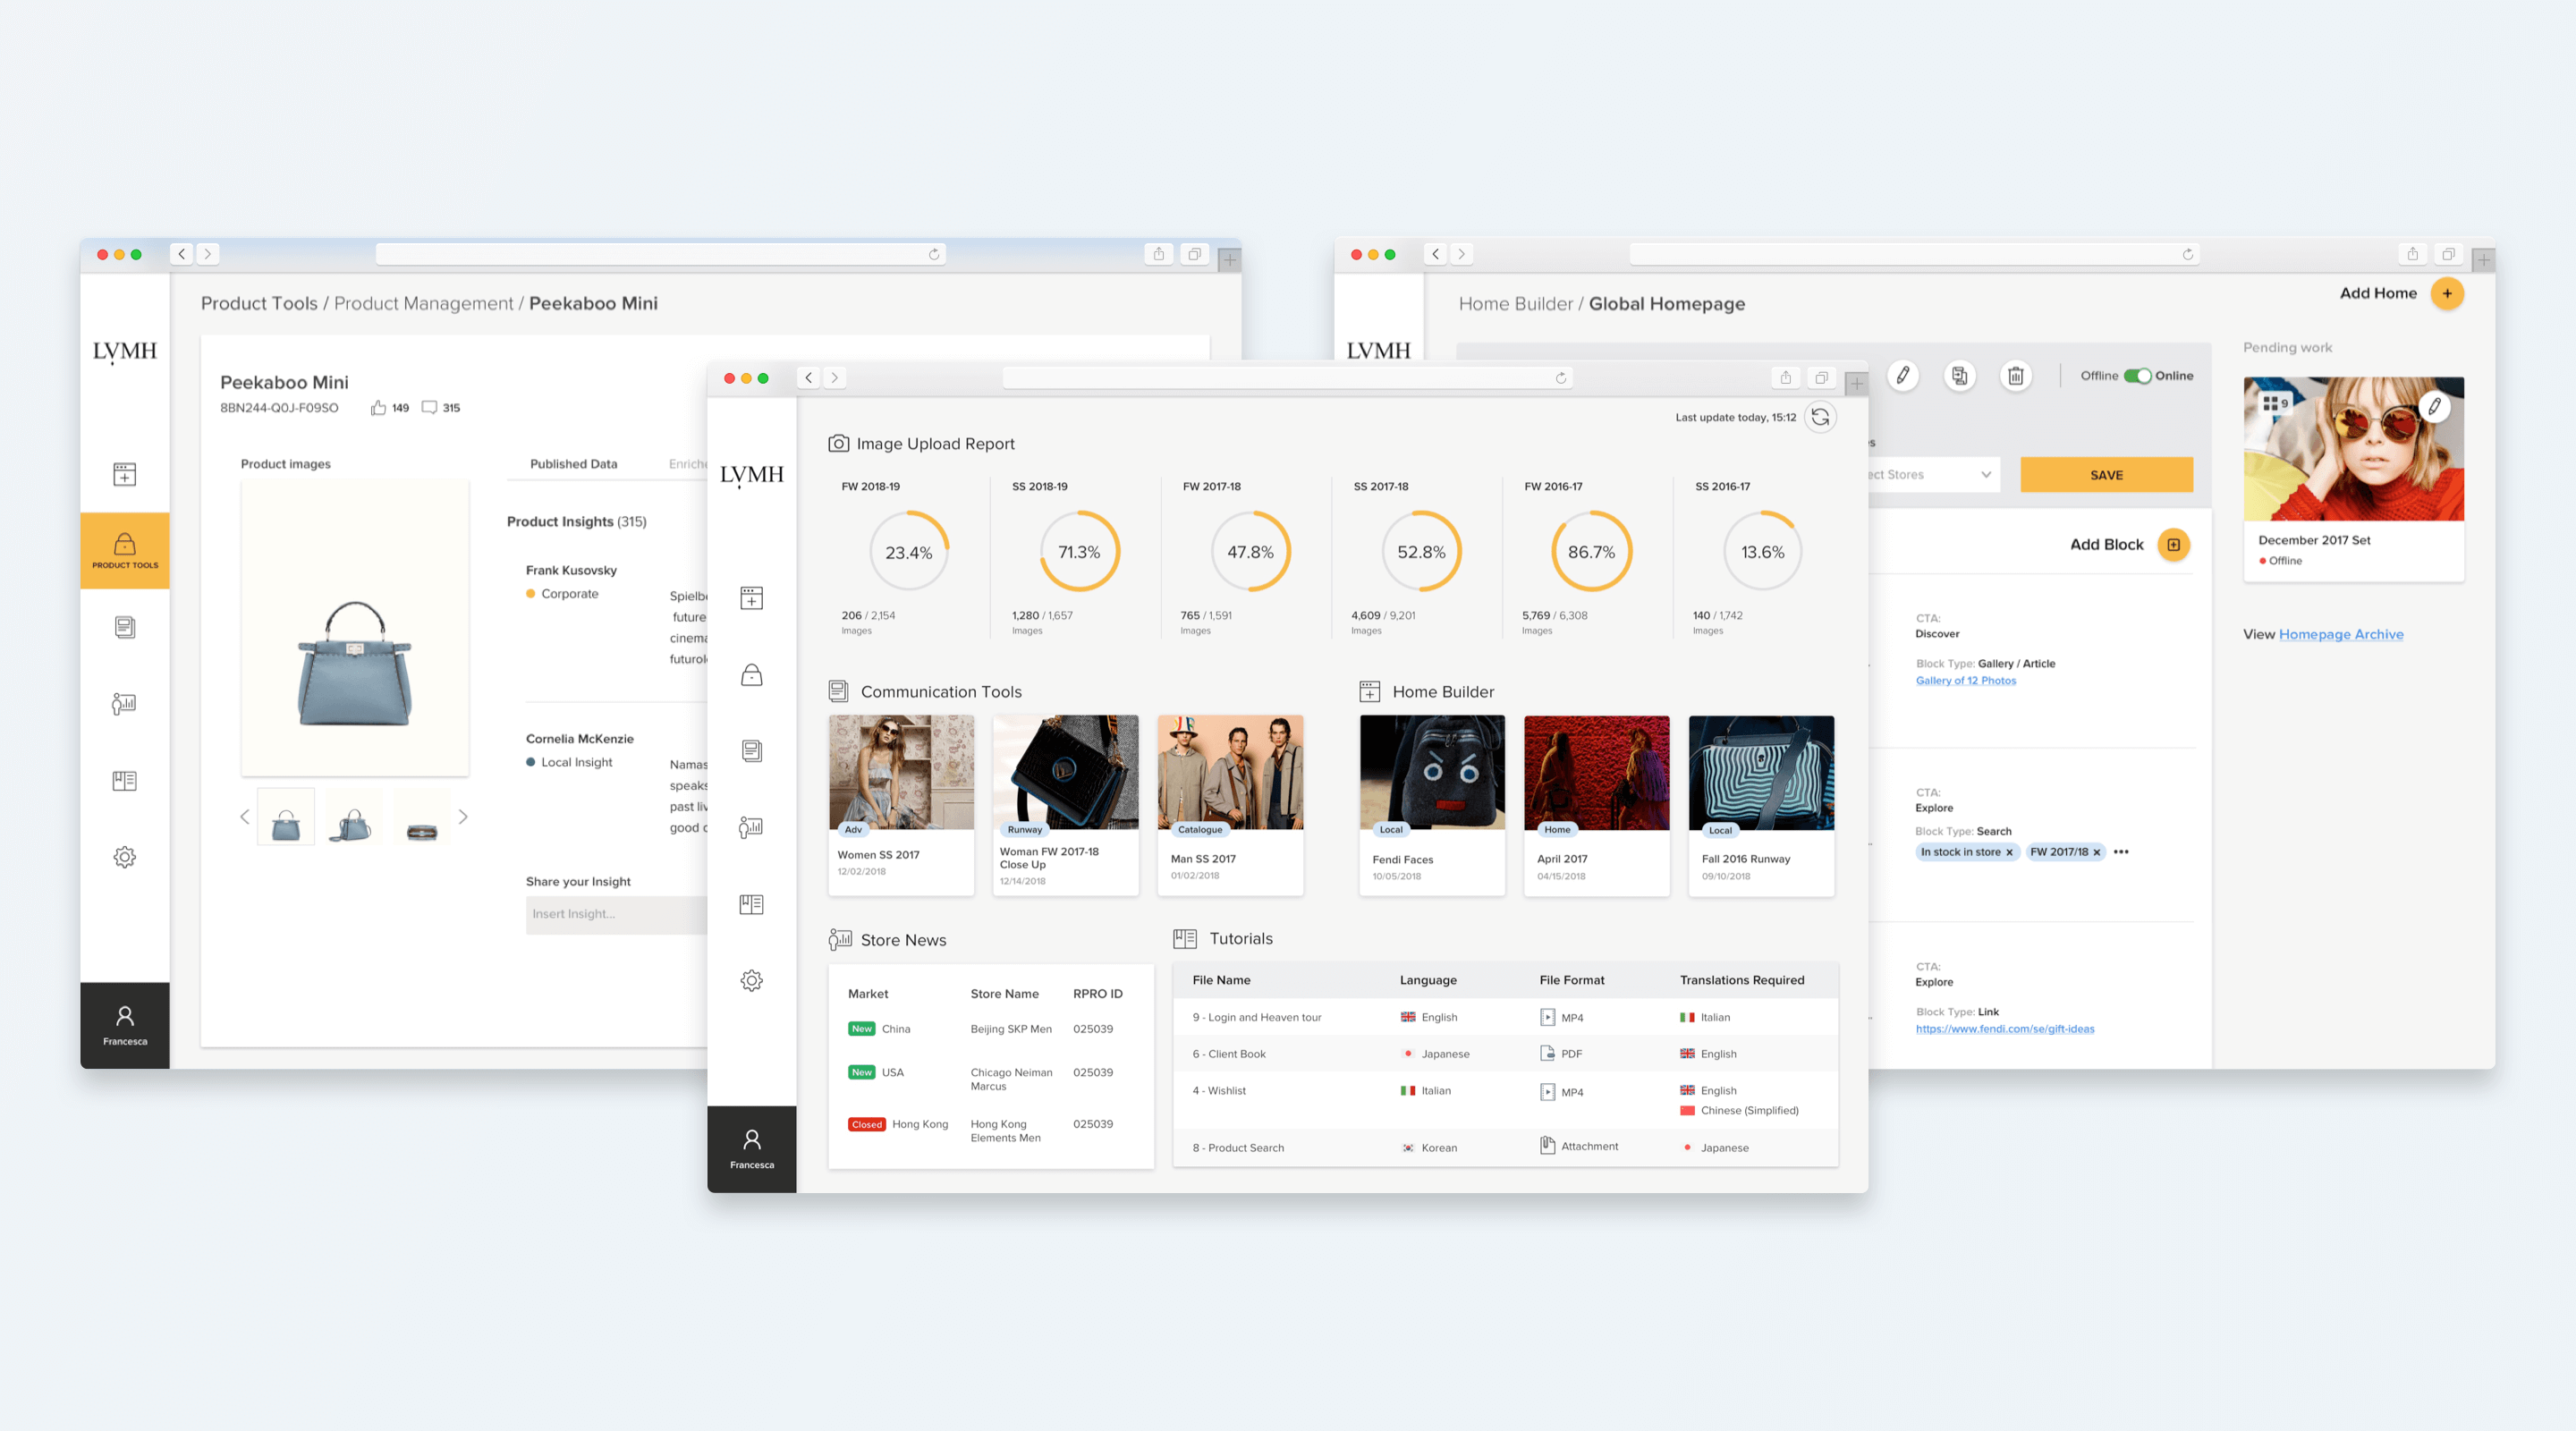 Product Tools / Product Management / Peekaboo Mini
LVMH
PRODUCT TOOLS
Francesca
Peekaboo Mini
8BN244-Q0J-F09SO 149 315
Product images
Published Data
Product Insights (315)
Frank Kusovsky
Corporate
future
Cornelia McKenzie
Local Insight
speaks
good
Share your Insight
Insert Insight...
LVMH
Francesca
Last update today, 15:12
Image Upload Report
FW 2018-19 SS 2018-19 FW 2017-18 SS 2017-18 FW 2016-17 SS 2016-17
23.4% 71.3% 47.8% 52.8% 86.7% 13.6%
206 / 2,154 1,280 / 1,657 765 / 1,591 4,609 / 9,201 5,769 / 6,308 140 / 1,742
Images Images Images Images Images Images
Communication Tools
Adv
Women SS 2017
12/02/2018
Runway
Woman FW 2017-18
Close Up
12/14/2018
Catalogue
Man SS 2017
01/02/2018
Home Builder
Local
Fendi Faces
10/05/2018
Home
April 2017
04/15/2018
Local
Fall 2016 Runway
09/10/2018
Store News
Market Store Name RPRO ID
New China Beijing SKP Men 025039
New USA Chicago Neiman 025039
Marcus
Closed Hong Kong Hong Kong 025039
Elements Men
Tutorials
File Name Language File Format Translations Required
9 - Login and Heaven tour English MP4 Italian
6 - Client Book Japanese PDF English
4 - Wishlist Italian MP4 English
Chinese (Simplified)
8 - Product Search Korean Attachment Japanese
Home Builder / Global Homepage
LVMH
Add Home
Offline Online
Stores
SAVE
Add Block
CTA:
Discover
Block Type: Gallery / Article
Gallery of 12 Photos
CTA:
Explore
Block Type: Search
In stock in store × FW 2017/18 × •••
CTA:
Explore
Block Type: Link
https://www.fendi.com/se/gift-ideas
Pending work
9
December 2017 Set
Offline
View Homepage Archive